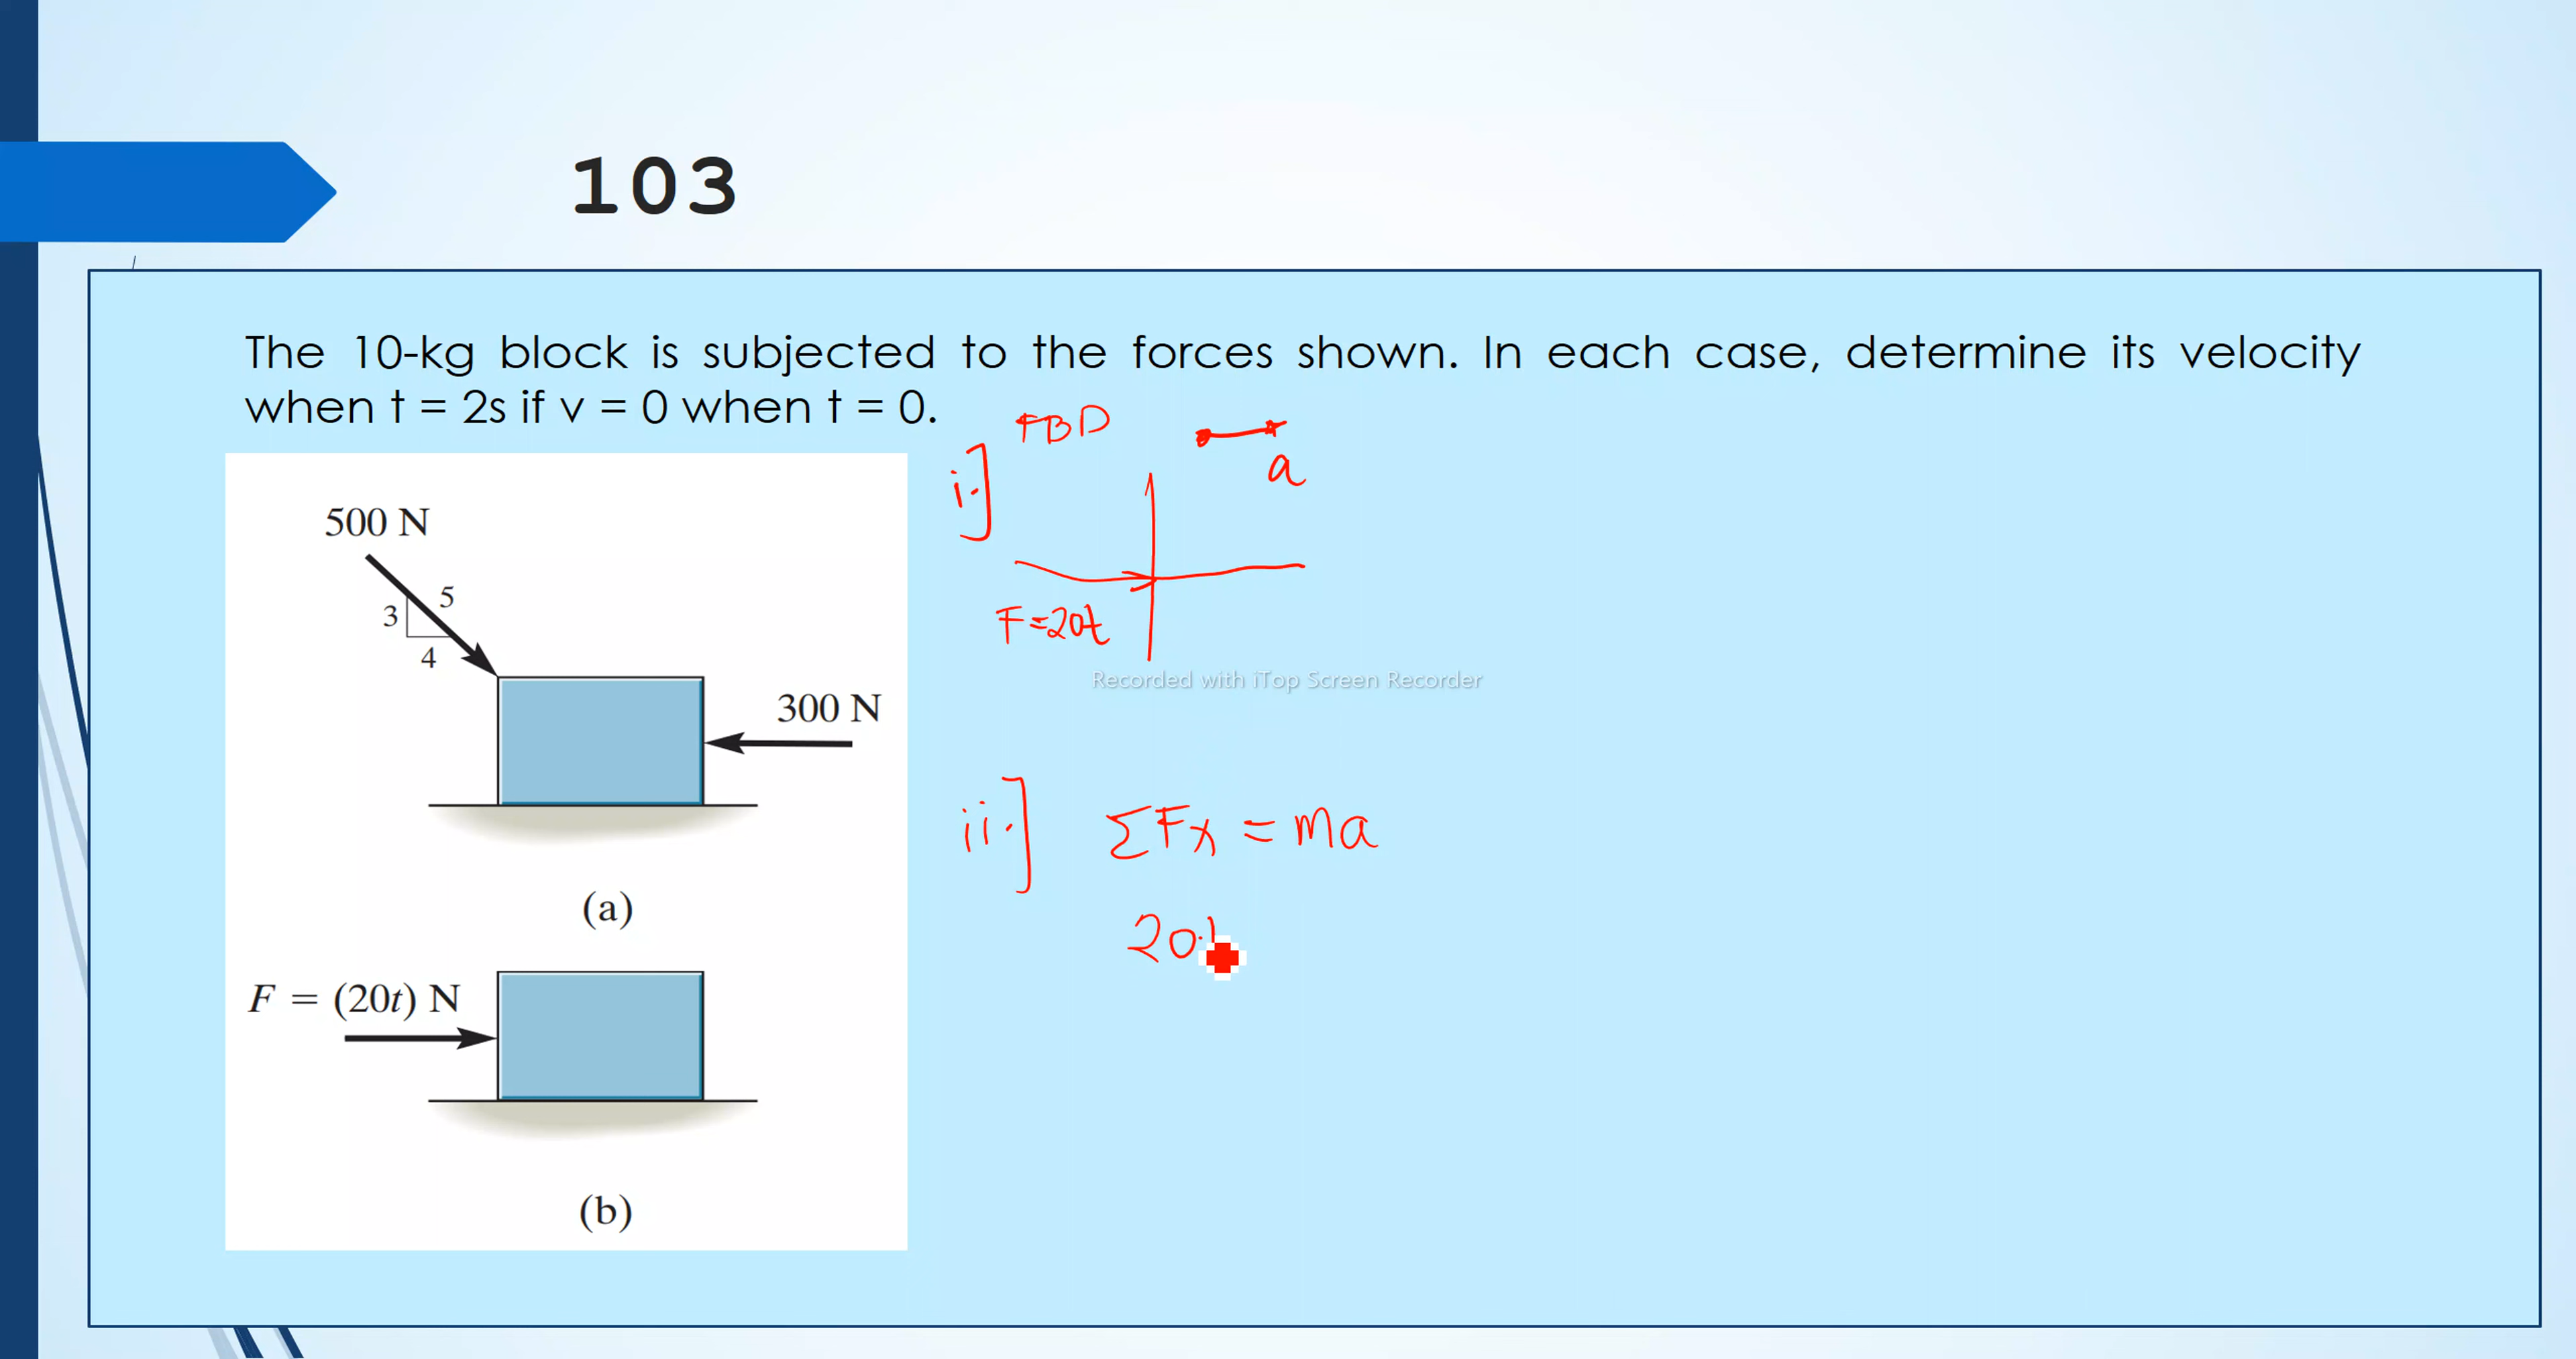 103
The 10-kg block is subjected to the forces shown. In each case, determine its velocity
when t = 2s if v = 0 when t = 0.
500 N
3
5
4
300 N
(a)
F = (20t) N
(b)
i.]
FBD
a
F=20t
Recorded with iTop Screen Recorder
ii.]
ΣFx = ma
20